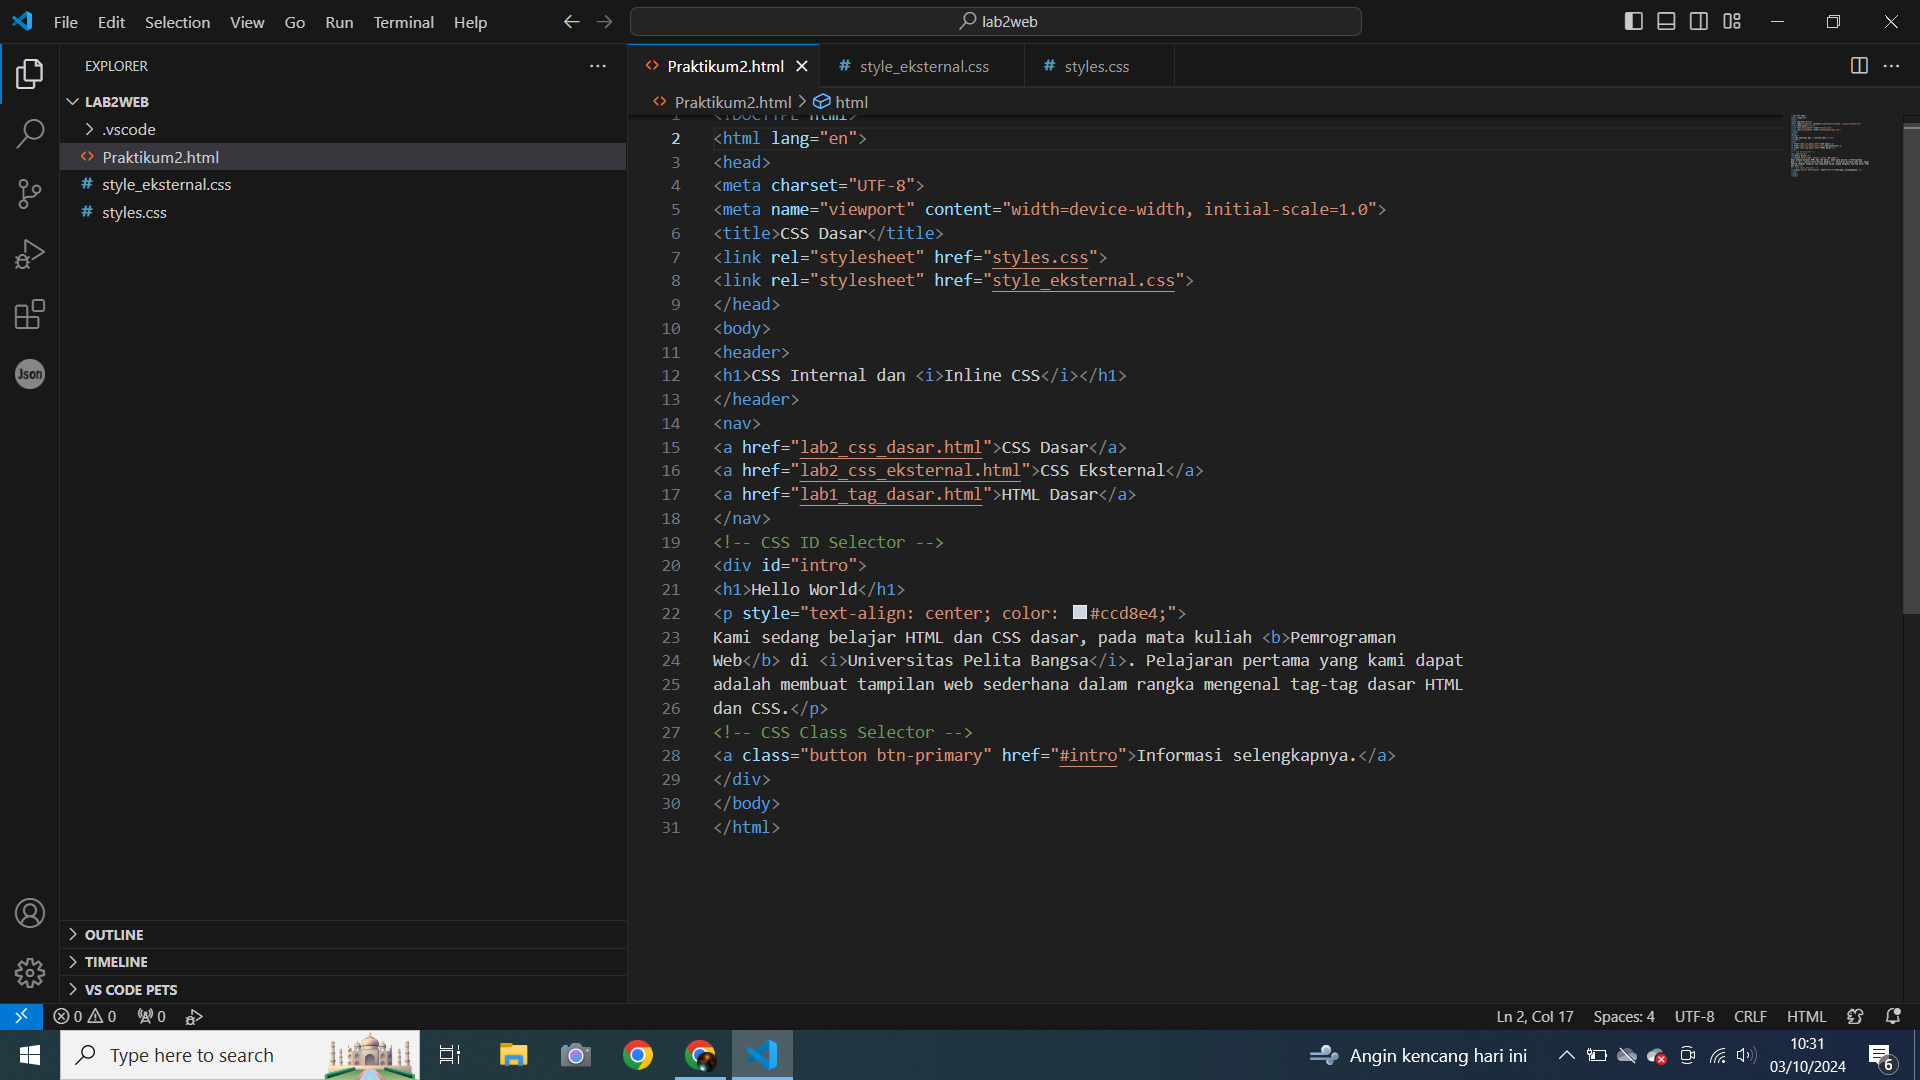 File Edit Selection View Go Run Terminal Help
lab2web
EXPLORER
LAB2WEB
.vscode
Praktikum2.html
style_eksternal.css
styles.css
Praktikum2.html style_eksternal.css styles.css
Praktikum2.html > html
1 <!DOCTYPE html>
2 <html lang="en">
3 <head>
4 <meta charset="UTF-8">
5 <meta name="viewport" content="width=device-width, initial-scale=1.0">
6 <title>CSS Dasar</title>
7 <link rel="stylesheet" href="styles.css">
8 <link rel="stylesheet" href="style_eksternal.css">
9 </head>
10 <body>
11 <header>
12 <h1>CSS Internal dan <i>Inline CSS</i></h1>
13 </header>
14 <nav>
15 <a href="lab2_css_dasar.html">CSS Dasar</a>
16 <a href="lab2_css_eksternal.html">CSS Eksternal</a>
17 <a href="lab1_tag_dasar.html">HTML Dasar</a>
18 </nav>
19 <!-- CSS ID Selector -->
20 <div id="intro">
21 <h1>Hello World</h1>
22 <p style="text-align: center; color: #ccd8e4;">
23 Kami sedang belajar HTML dan CSS dasar, pada mata kuliah <b>Pemrograman
24 Web</b> di <i>Universitas Pelita Bangsa</i>. Pelajaran pertama yang kami dapat
25 adalah membuat tampilan web sederhana dalam rangka mengenal tag-tag dasar HTML
26 dan CSS.</p>
27 <!-- CSS Class Selector -->
28 <a class="button btn-primary" href="#intro">Informasi selengkapnya.</a>
29 </div>
30 </body>
31 </html>
Json
OUTLINE
TIMELINE
VS CODE PETS
0 0 0
Ln 2, Col 17 Spaces: 4 UTF-8 CRLF HTML
Type here to search
Angin kencang hari ini
10:31
03/10/2024
6